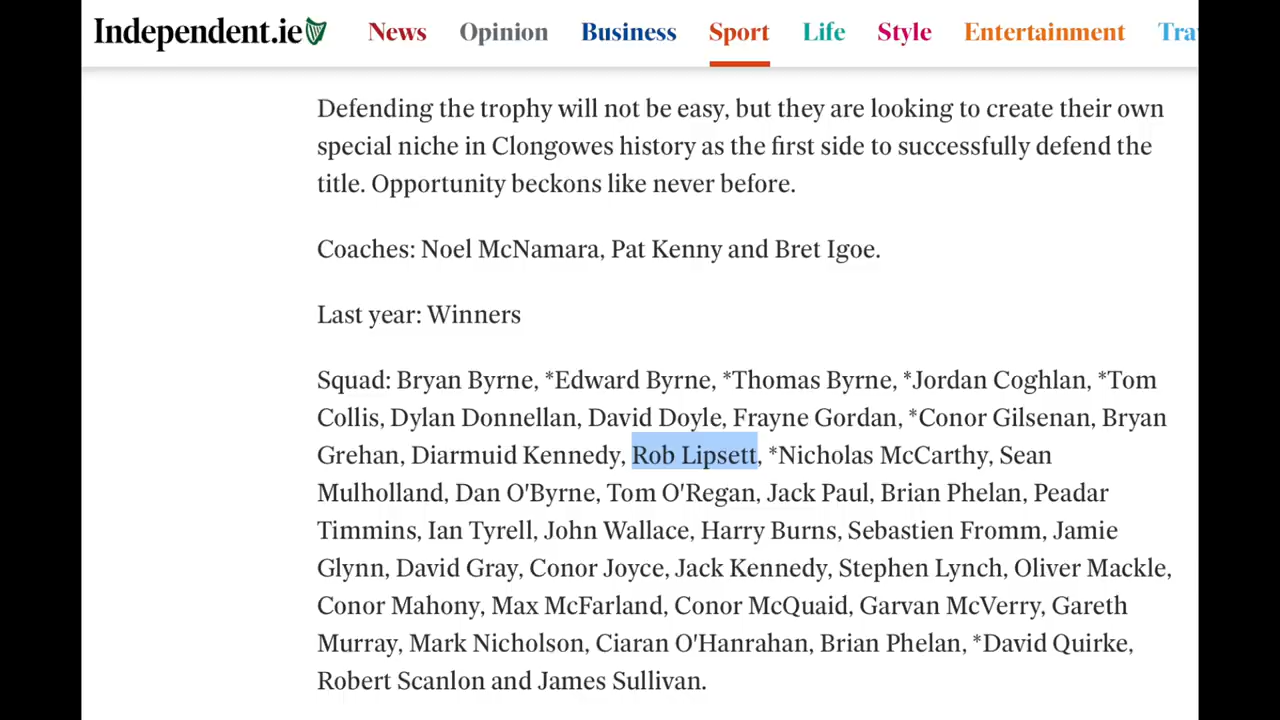 Independent.ie News Opinion Business Sport Life Style Entertainment
Defending the trophy will not be easy, but they are looking to create their own
special niche in Clongowes history as the first side to successfully defend the
title. Opportunity beckons like never before.
Coaches: Noel McNamara, Pat Kenny and Bret Igoe.
Last year: Winners
Squad: Bryan Byrne, *Edward Byrne, *Thomas Byrne, *Jordan Coghlan, *Tom
Collis, Dylan Donnellan, David Doyle, Frayne Gordan, *Conor Gilsenan, Bryan
Grehan, Diarmuid Kennedy, Rob Lipsett, *Nicholas McCarthy, Sean
Mulholland, Dan O'Byrne, Tom O'Regan, Jack Paul, Brian Phelan, Peadar
Timmins, Ian Tyrell, John Wallace, Harry Burns, Sebastien Fromm, Jamie
Glynn, David Gray, Conor Joyce, Jack Kennedy, Stephen Lynch, Oliver Mackle,
Conor Mahony, Max McFarland, Conor McQuaid, Garvan McVerry, Gareth
Murray, Mark Nicholson, Ciaran O'Hanrahan, Brian Phelan, *David Quirke,
Robert Scanlon and James Sullivan.